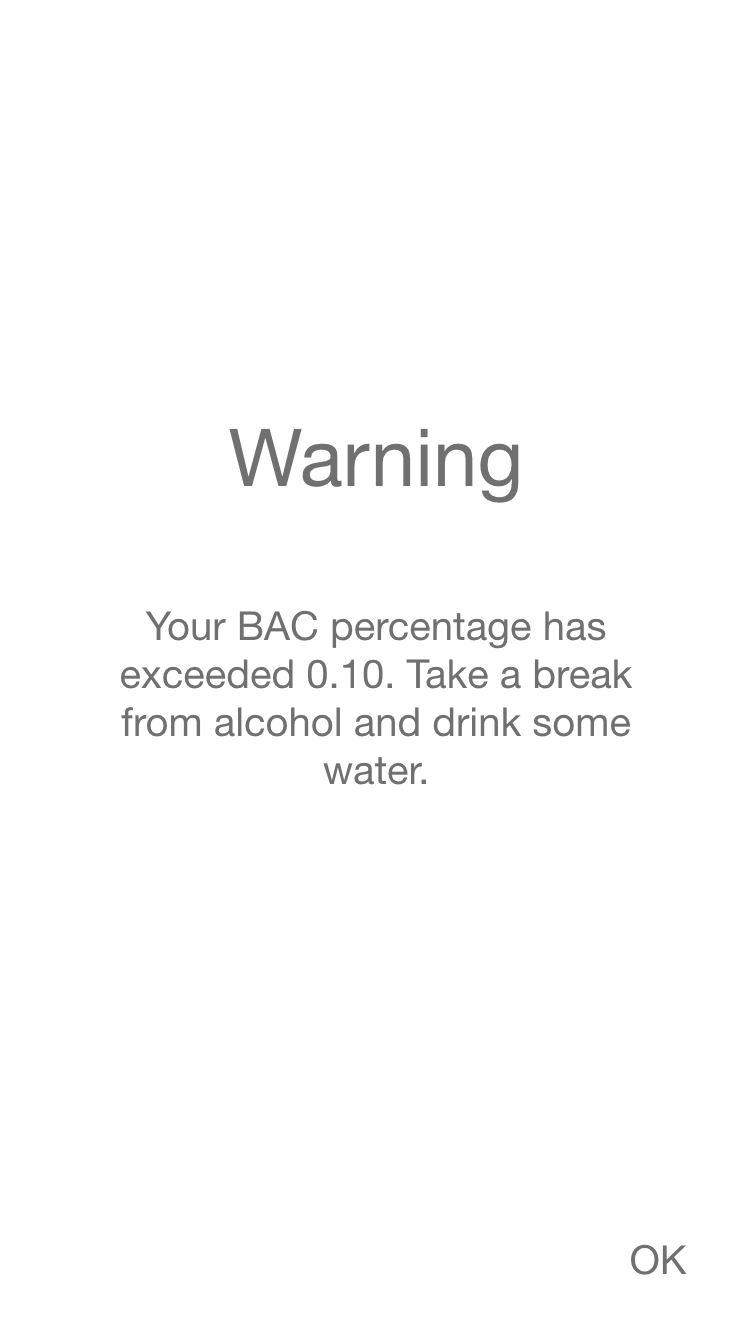 Warning
Your BAC percentage has
exceeded 0.10. Take a break
from alcohol and drink some
water.
OK